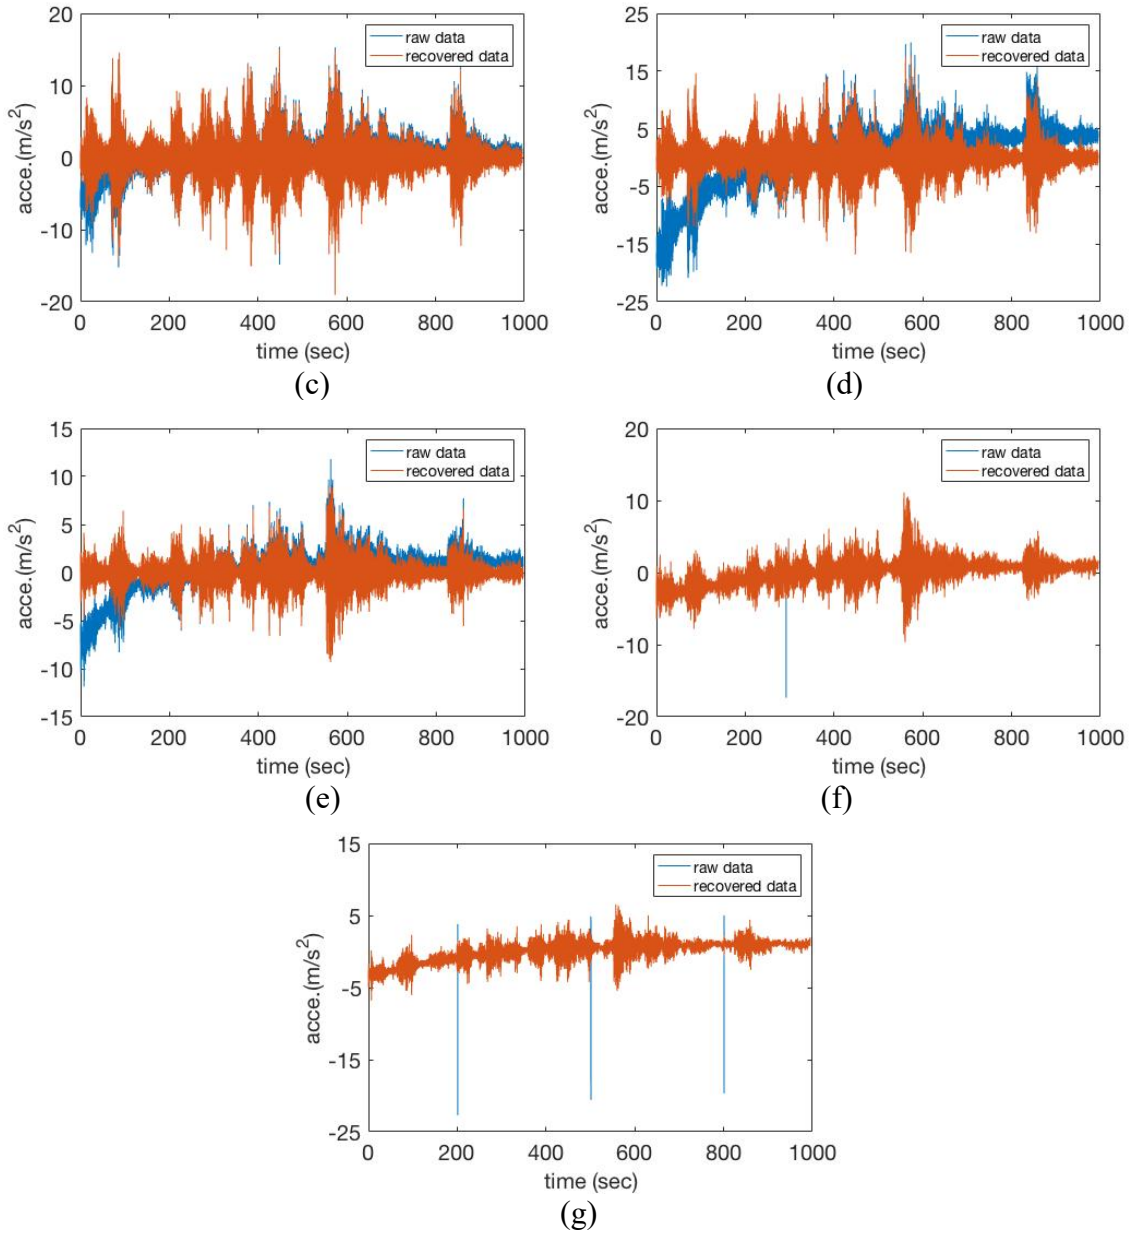 20
10
0
-10
-20
acce.(m/s²)
raw data
recovered data
0 200 400 600 800 1000
time (sec)
(c)
25
15
5
-5
-15
-25
acce.(m/s²)
raw data
recovered data
0 200 400 600 800 1000
time (sec)
(d)
15
10
5
0
-5
-10
-15
acce.(m/s²)
raw data
recovered data
0 200 400 600 800 1000
time (sec)
(e)
20
10
0
-10
-20
acce.(m/s²)
raw data
recovered data
0 200 400 600 800 1000
time (sec)
(f)
15
5
-5
-15
-25
acce.(m/s²)
raw data
recovered data
0 200 400 600 800 1000
time (sec)
(g)